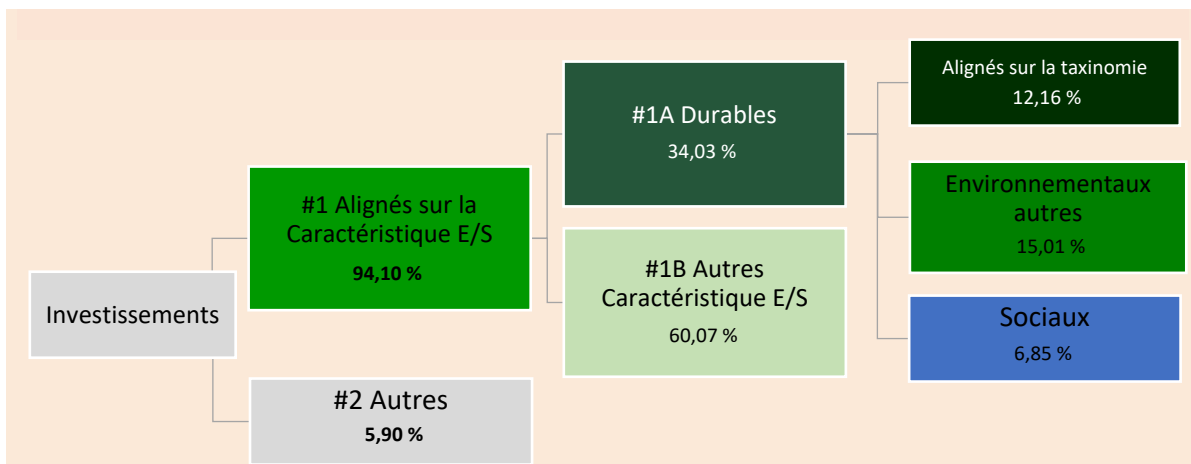 Investissements
#1 Alignés sur la
Caractéristique E/S
94,10 %
#2 Autres
5,90 %
#1A Durables
34,03 %
#1B Autres
Caractéristique E/S
60,07 %
Alignés sur la taxinomie
12,16 %
Environnementaux
autres
15,01 %
Sociaux
6,85 %